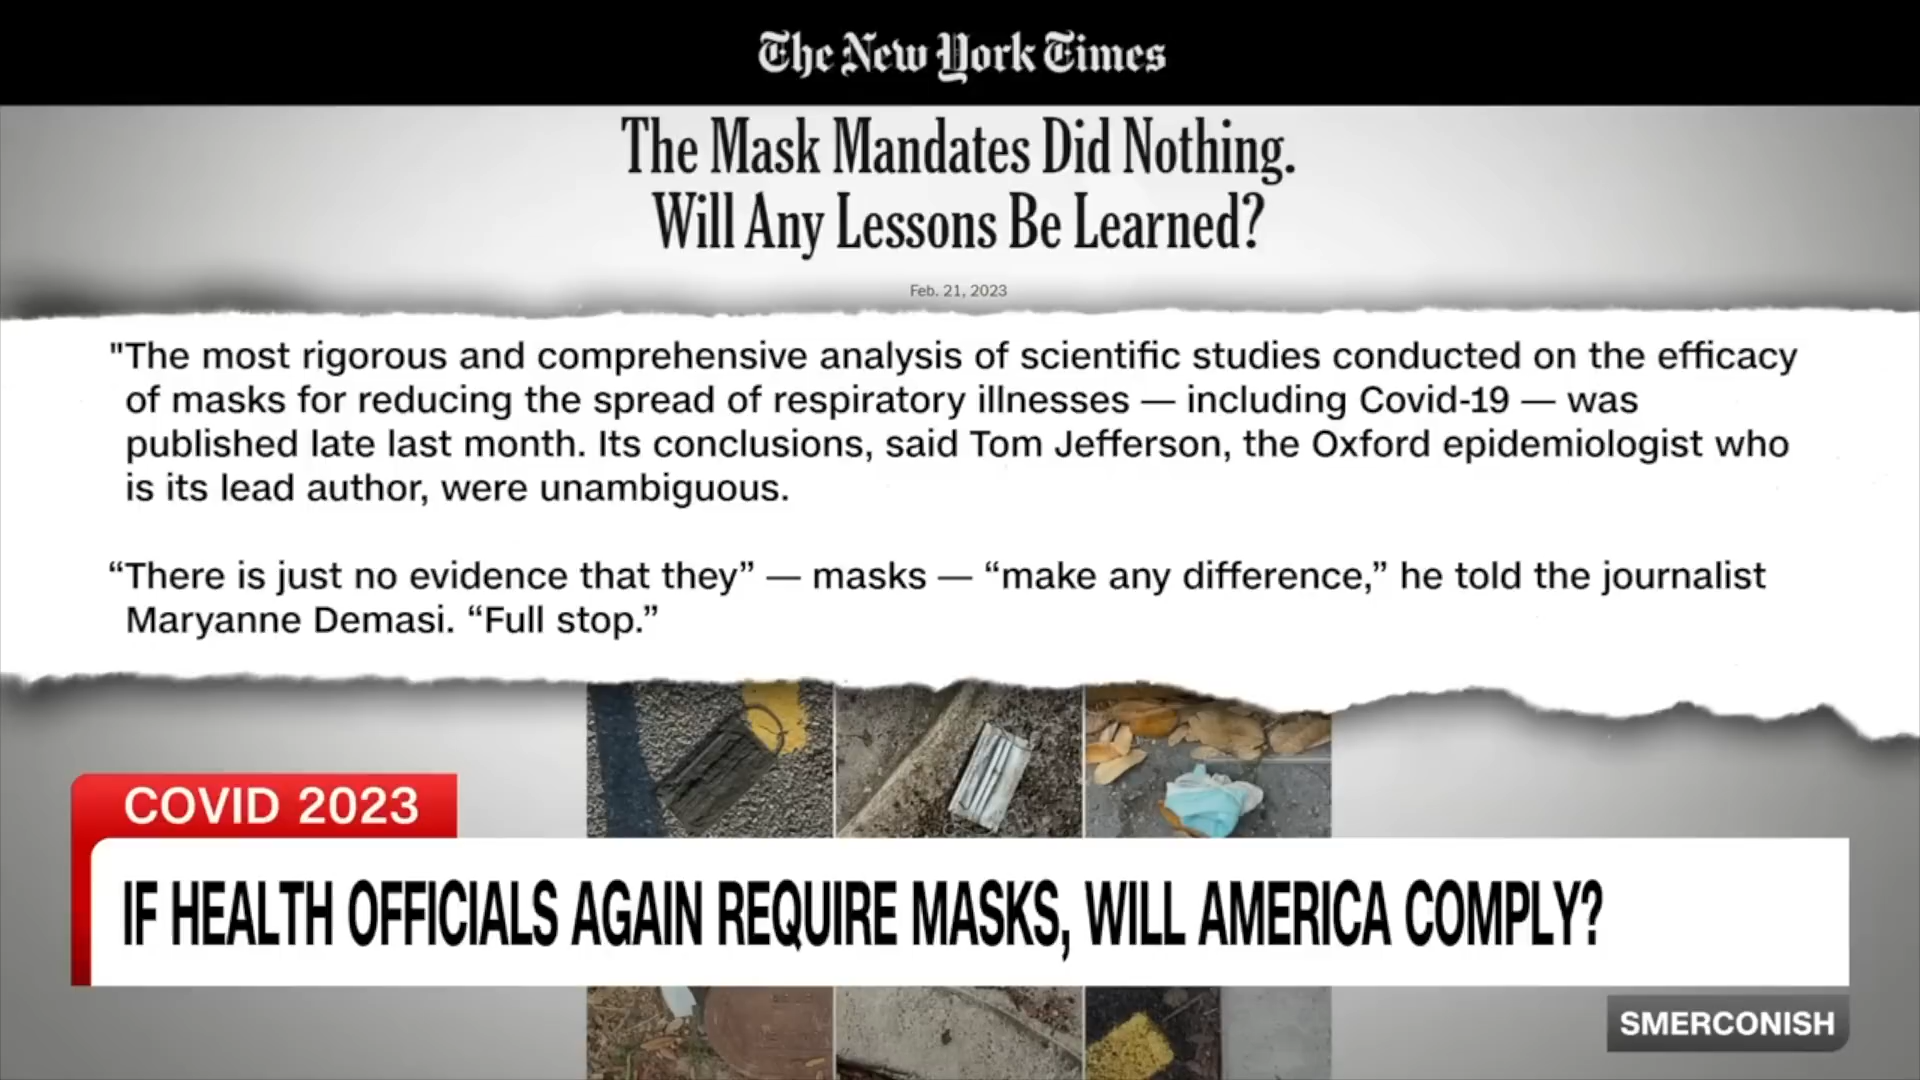 The New York Times
The Mask Mandates Did Nothing.
Will Any Lessons Be Learned?
Feb. 21, 2023
"The most rigorous and comprehensive analysis of scientific studies conducted on the efficacy
of masks for reducing the spread of respiratory illnesses — including Covid-19 — was
published late last month. Its conclusions, said Tom Jefferson, the Oxford epidemiologist who
is its lead author, were unambiguous.
“There is just no evidence that they” — masks — “make any difference,” he told the journalist
Maryanne Demasi. “Full stop.”
COVID 2023
IF HEALTH OFFICIALS AGAIN REQUIRE MASKS, WILL AMERICA COMPLY?
SMERCONISH